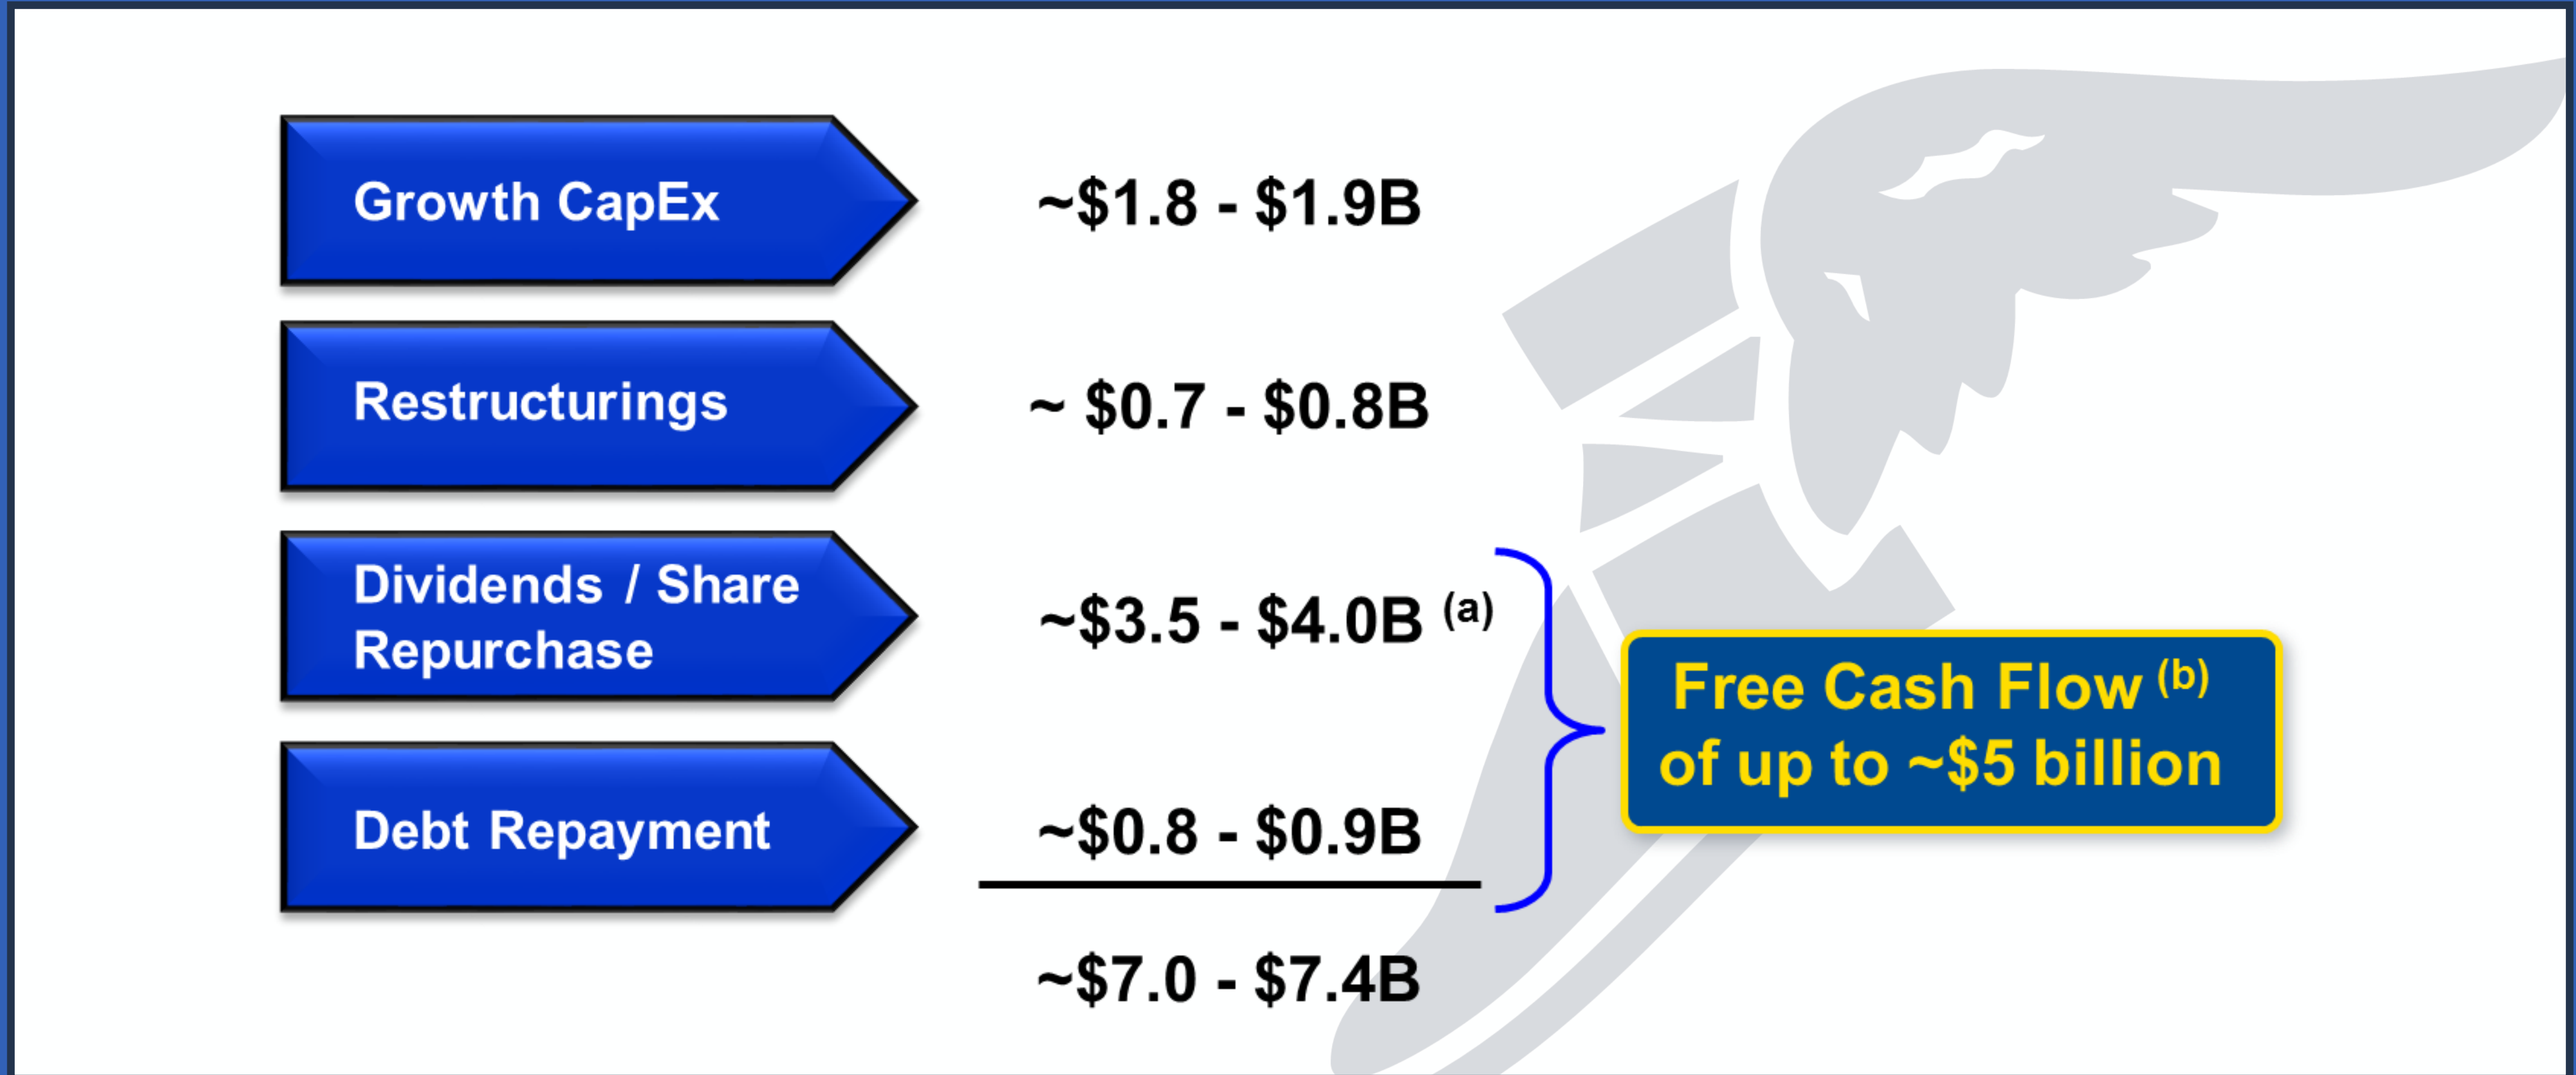 Growth CapEx
~$1.8 - $1.9B
Restructurings
~ $0.7 - $0.8B
Dividends / Share
Repurchase
~$3.5 - $4.0B (a)
Free Cash Flow (b)
of up to ~$5 billion
Debt Repayment
~$0.8 - $0.9B
~$7.0 - $7.4B